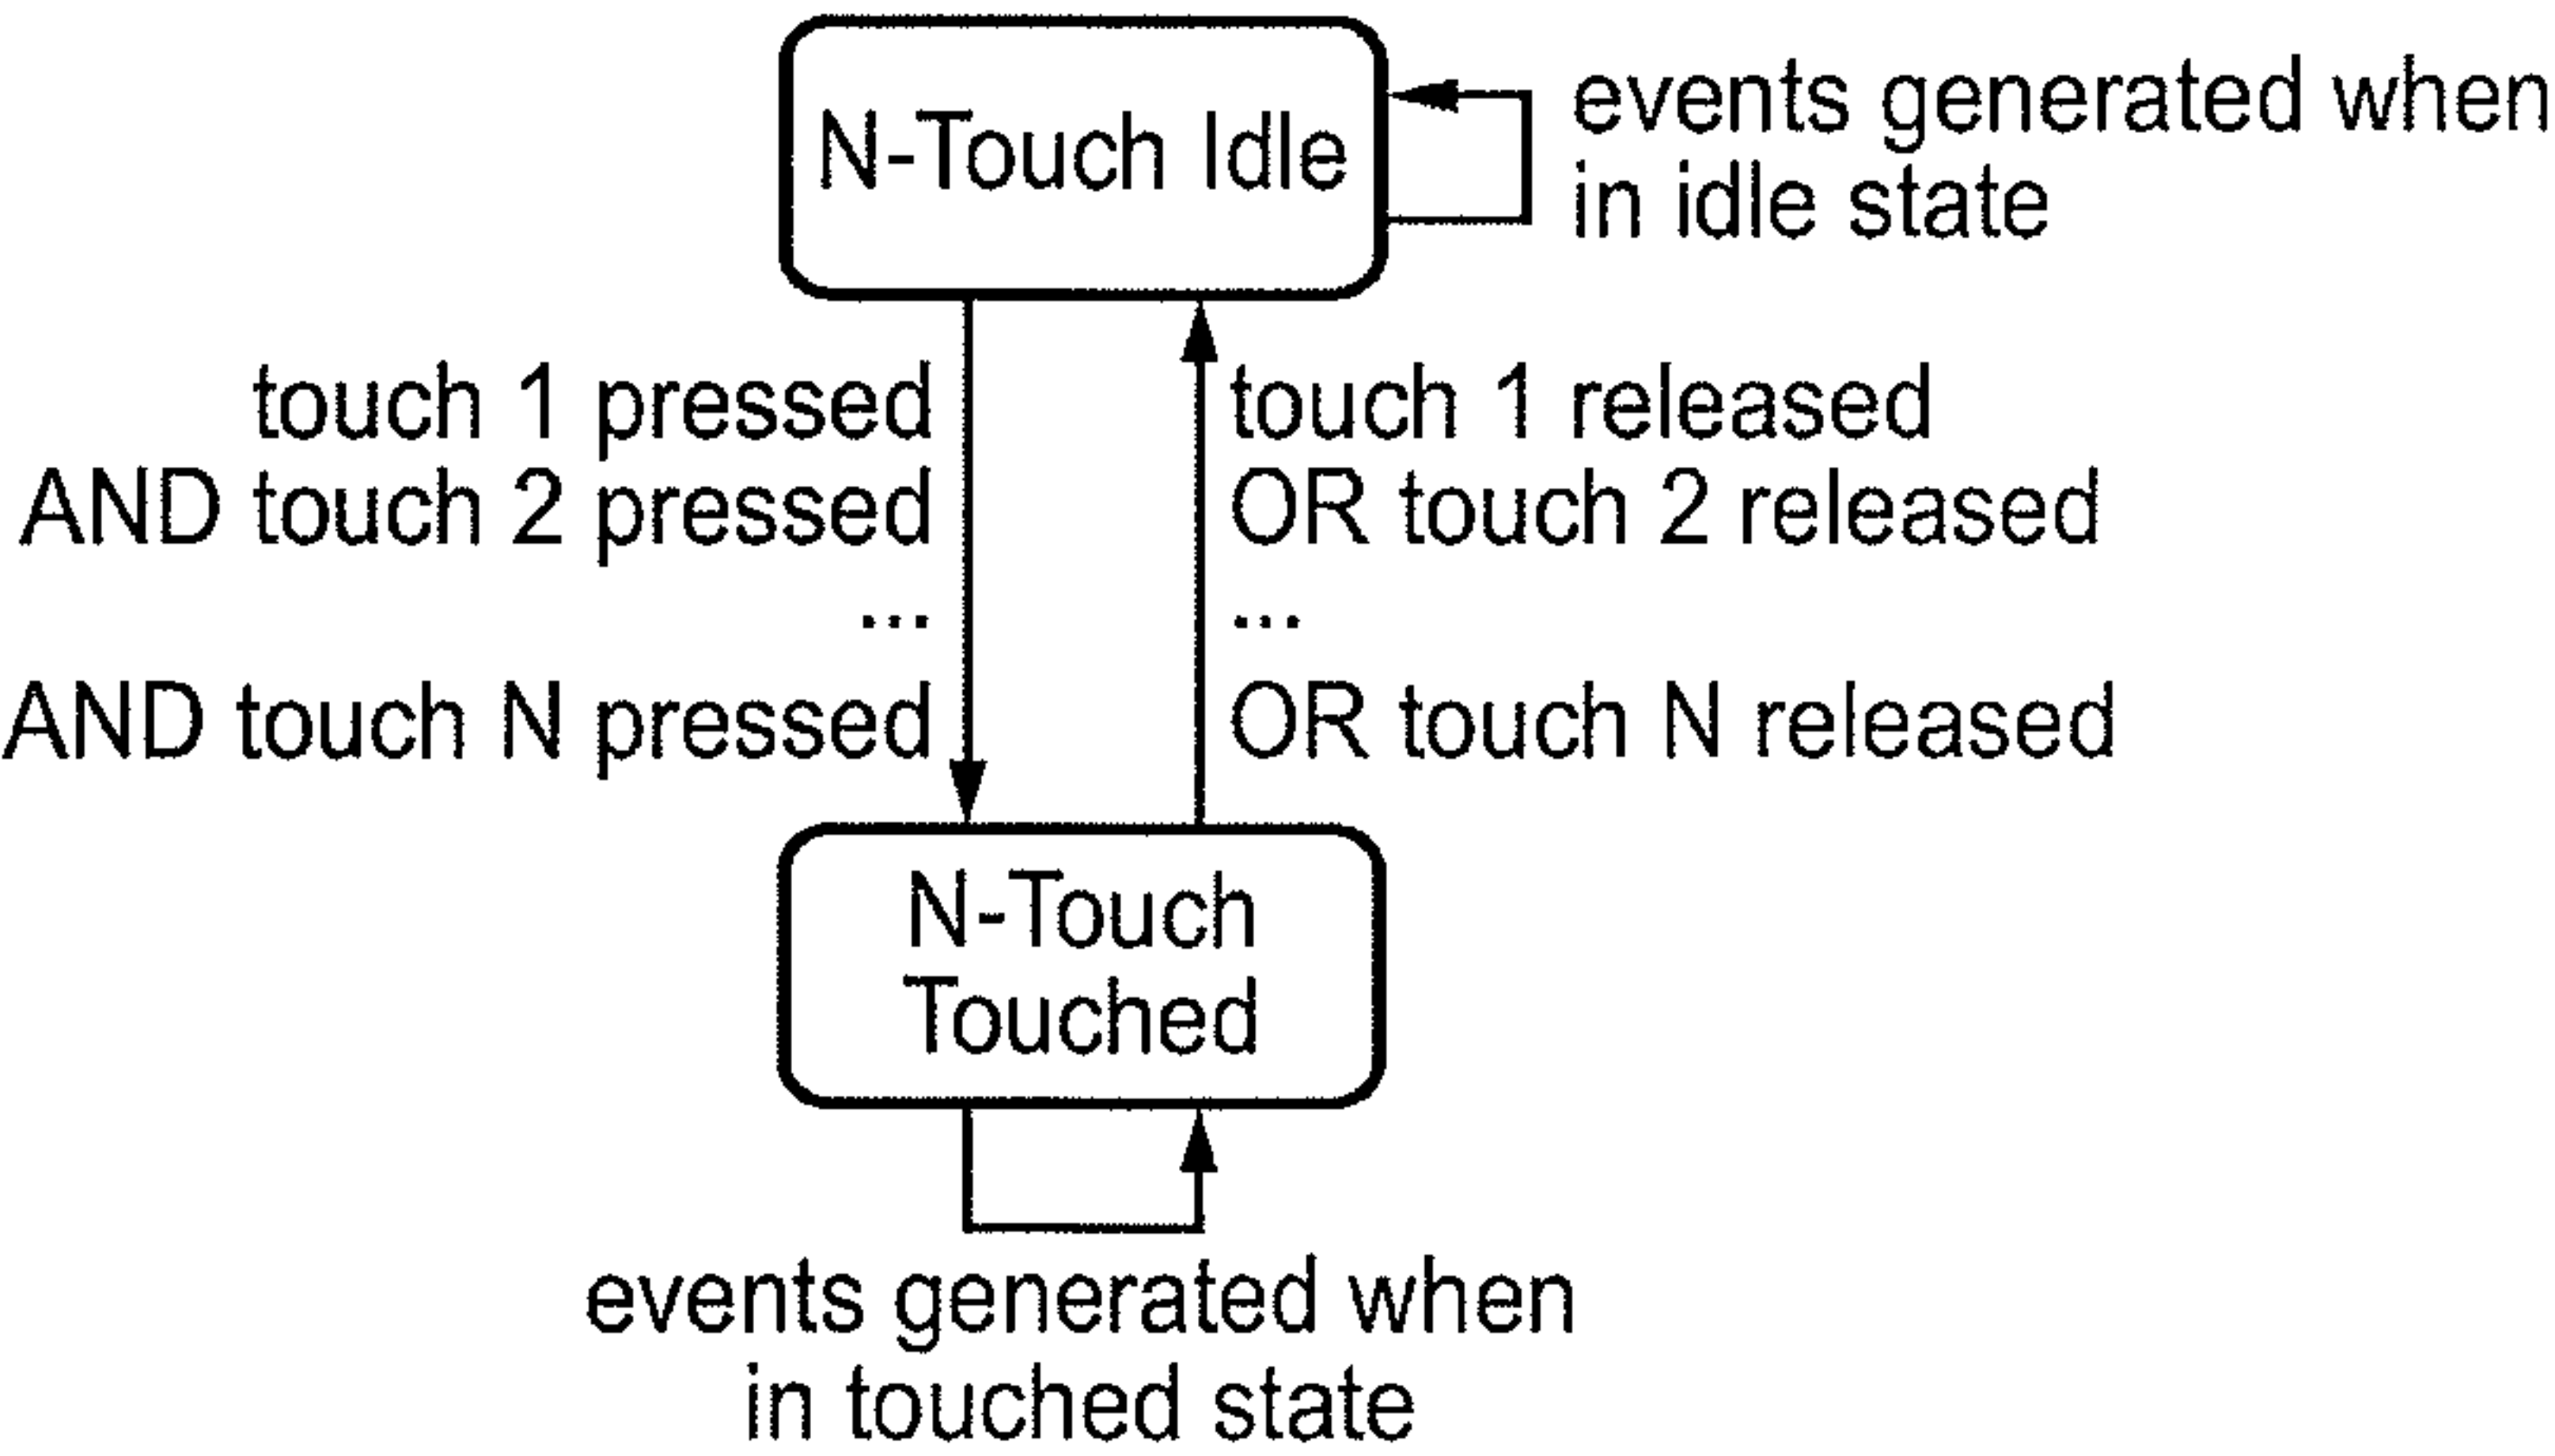 N-Touch Idle
events generated when
in idle state
touch 1 pressed
AND touch 2 pressed
...
AND touch N pressed
touch 1 released
OR touch 2 released
...
OR touch N released
N-Touch
Touched
events generated when
in touched state